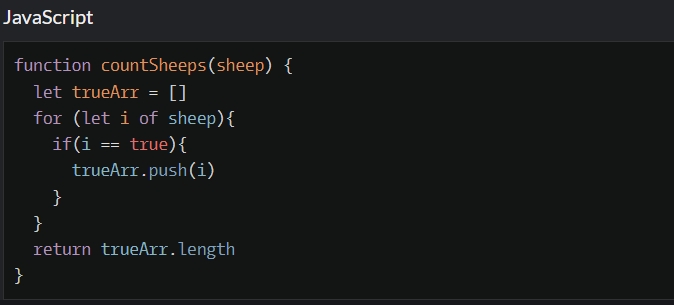 JavaScript
function countSheeps(sheep) {
  let trueArr = []
  for (let i of sheep){
    if(i == true){
      trueArr.push(i)
    }
  }
  return trueArr.length
}